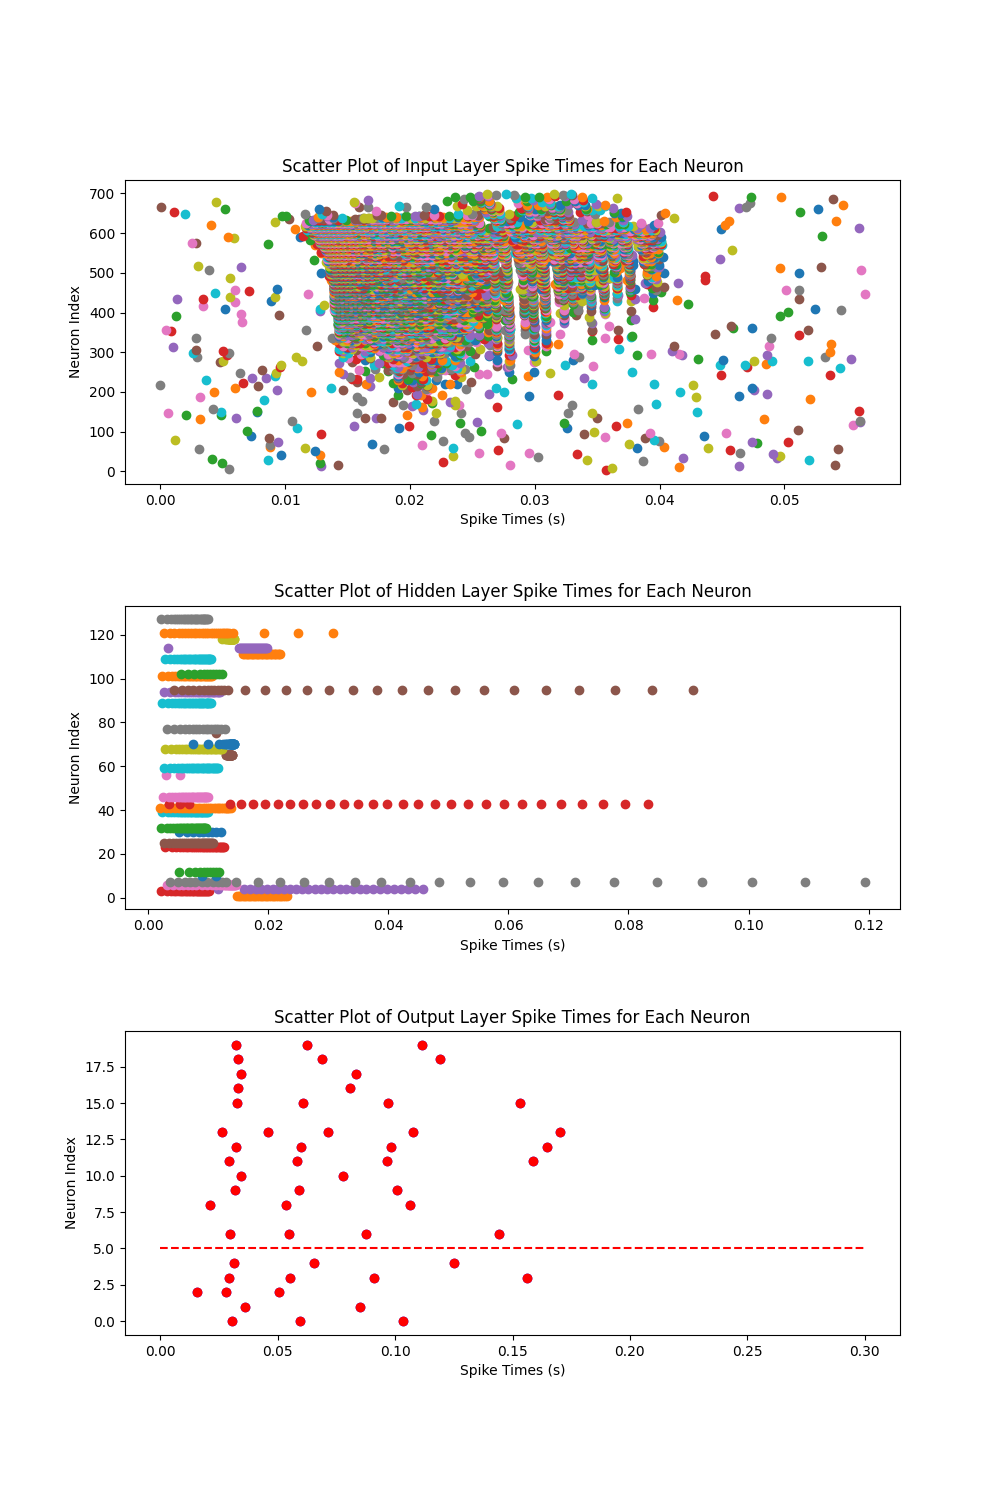 Scatter Plot of Input Layer Spike Times for Each Neuron
700
600
500
400
300
200
100
0
Neuron Index
0.00 0.01 0.02 0.03 0.04 0.05
Spike Times (s)
Scatter Plot of Hidden Layer Spike Times for Each Neuron
120
100
80
60
40
20
0
Neuron Index
0.00 0.02 0.04 0.06 0.08 0.10 0.12
Spike Times (s)
Scatter Plot of Output Layer Spike Times for Each Neuron
17.5
15.0
12.5
10.0
7.5
5.0
2.5
0.0
Neuron Index
0.00 0.05 0.10 0.15 0.20 0.25 0.30
Spike Times (s)